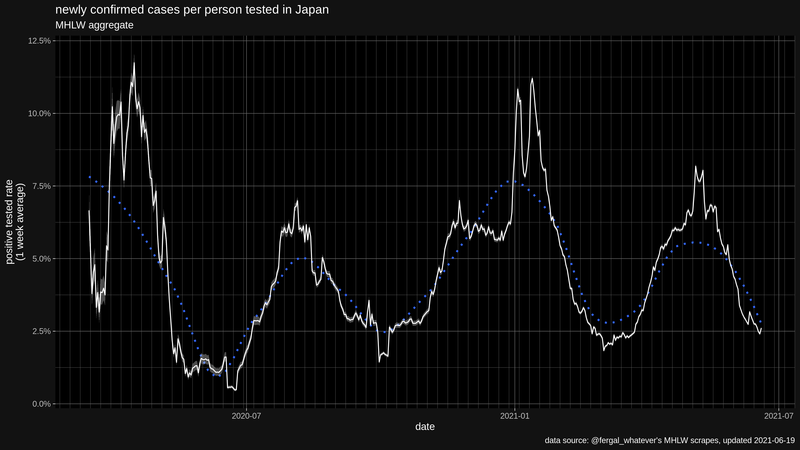 newly confirmed cases per person tested in Japan
MHLW aggregate
12.5%
10.0%
7.5%
5.0%
2.5%
0.0%
positive tested rate
(1 week average)
2020-07
2021-01
2021-07
date
data source: @fergal_whatever's MHLW scrapes, updated 2021-06-19